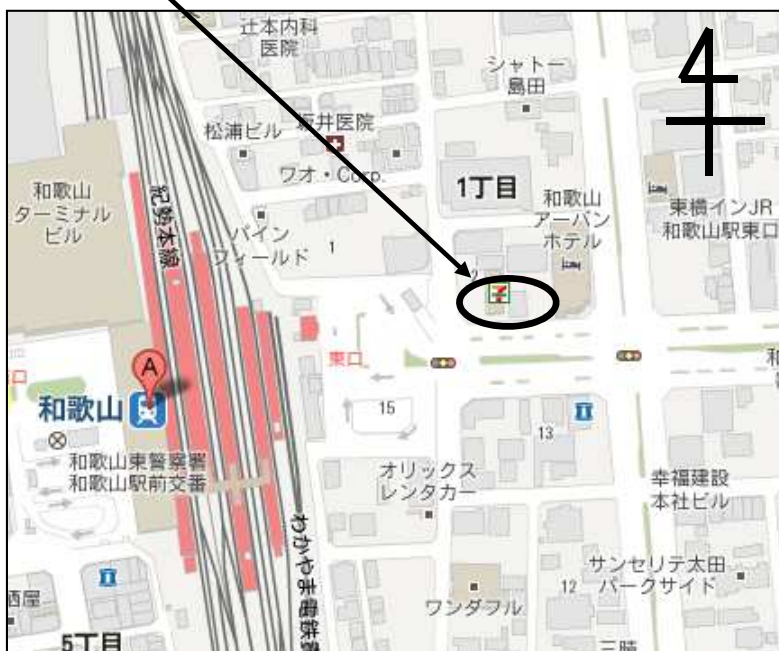 辻本内科
医院
シャトー
島田
松浦ビル
坂井医院
ワオ・Corp.
1丁目
和歌山
ターミナル
ビル
紀勢本線
和歌山
アーバン
ホテル
東横インJR
和歌山駅東口
パイン
フィールド
1
2
東口
A
和歌山
15
13
和歌山東警察署
和歌山駅前交番
オリックス
レンタカー
幸福建設
本社ビル
わかやま電鉄
サンセリテ太田
パークサイド
12
ワンダフル
酒屋
5丁目
三晴